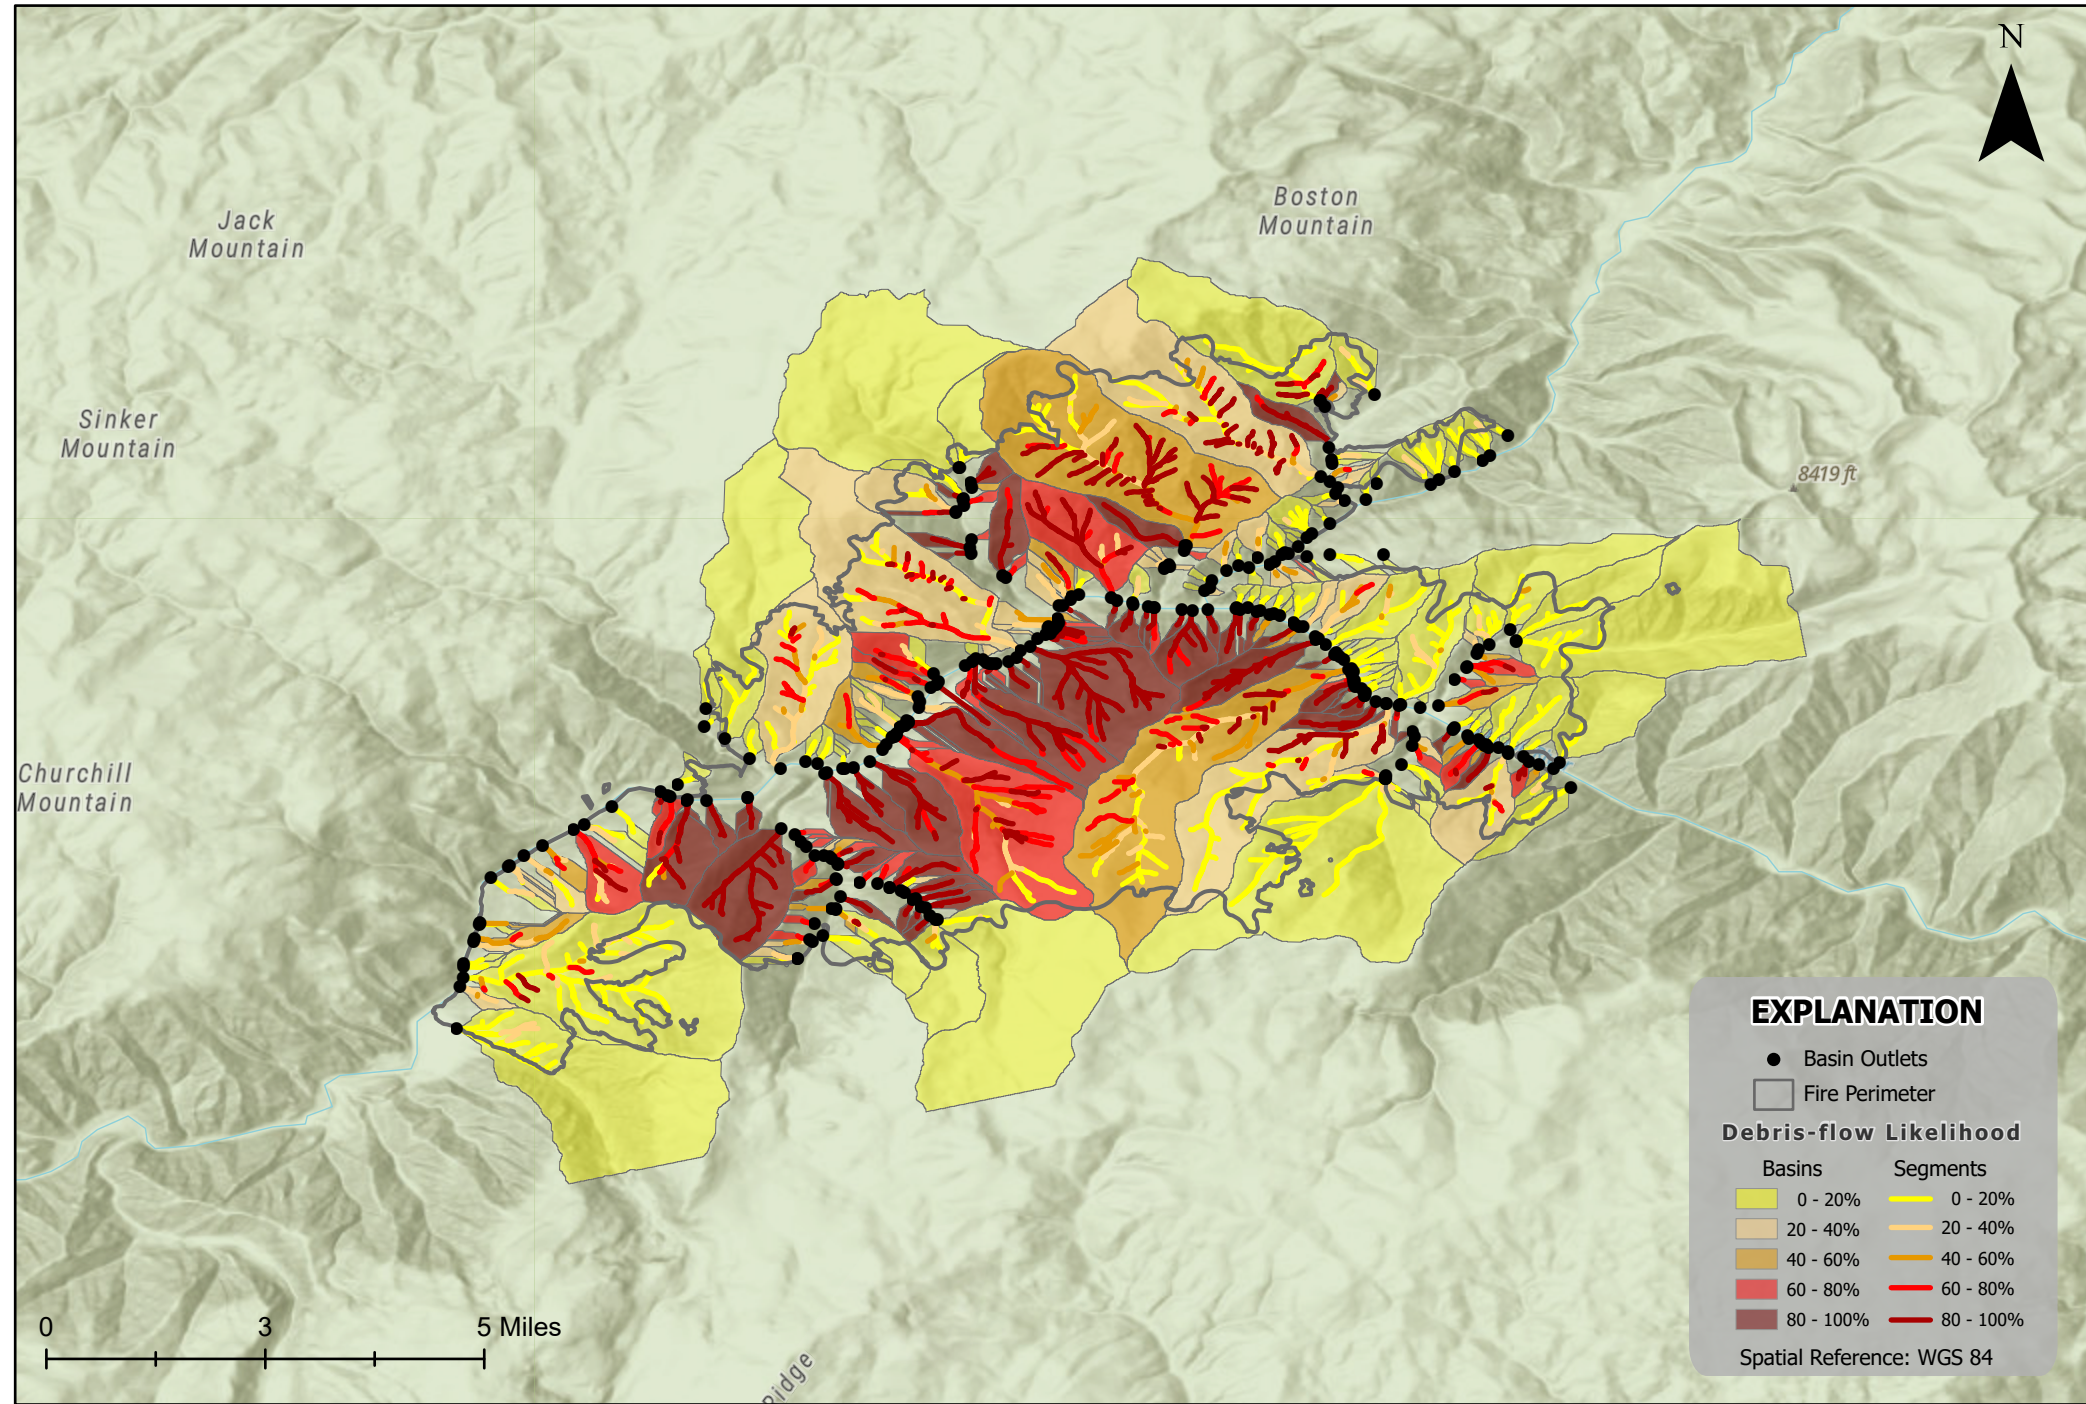 N
Boston
Mountain
Jack
Mountain
Sinker
Mountain
8419 ft
Churchill
Mountain
Ridge
0 3 5 Miles
EXPLANATION
Basin Outlets
Fire Perimeter
Debris-flow Likelihood
Basins Segments
0 - 20% 0 - 20%
20 - 40% 20 - 40%
40 - 60% 40 - 60%
60 - 80% 60 - 80%
80 - 100% 80 - 100%
Spatial Reference: WGS 84